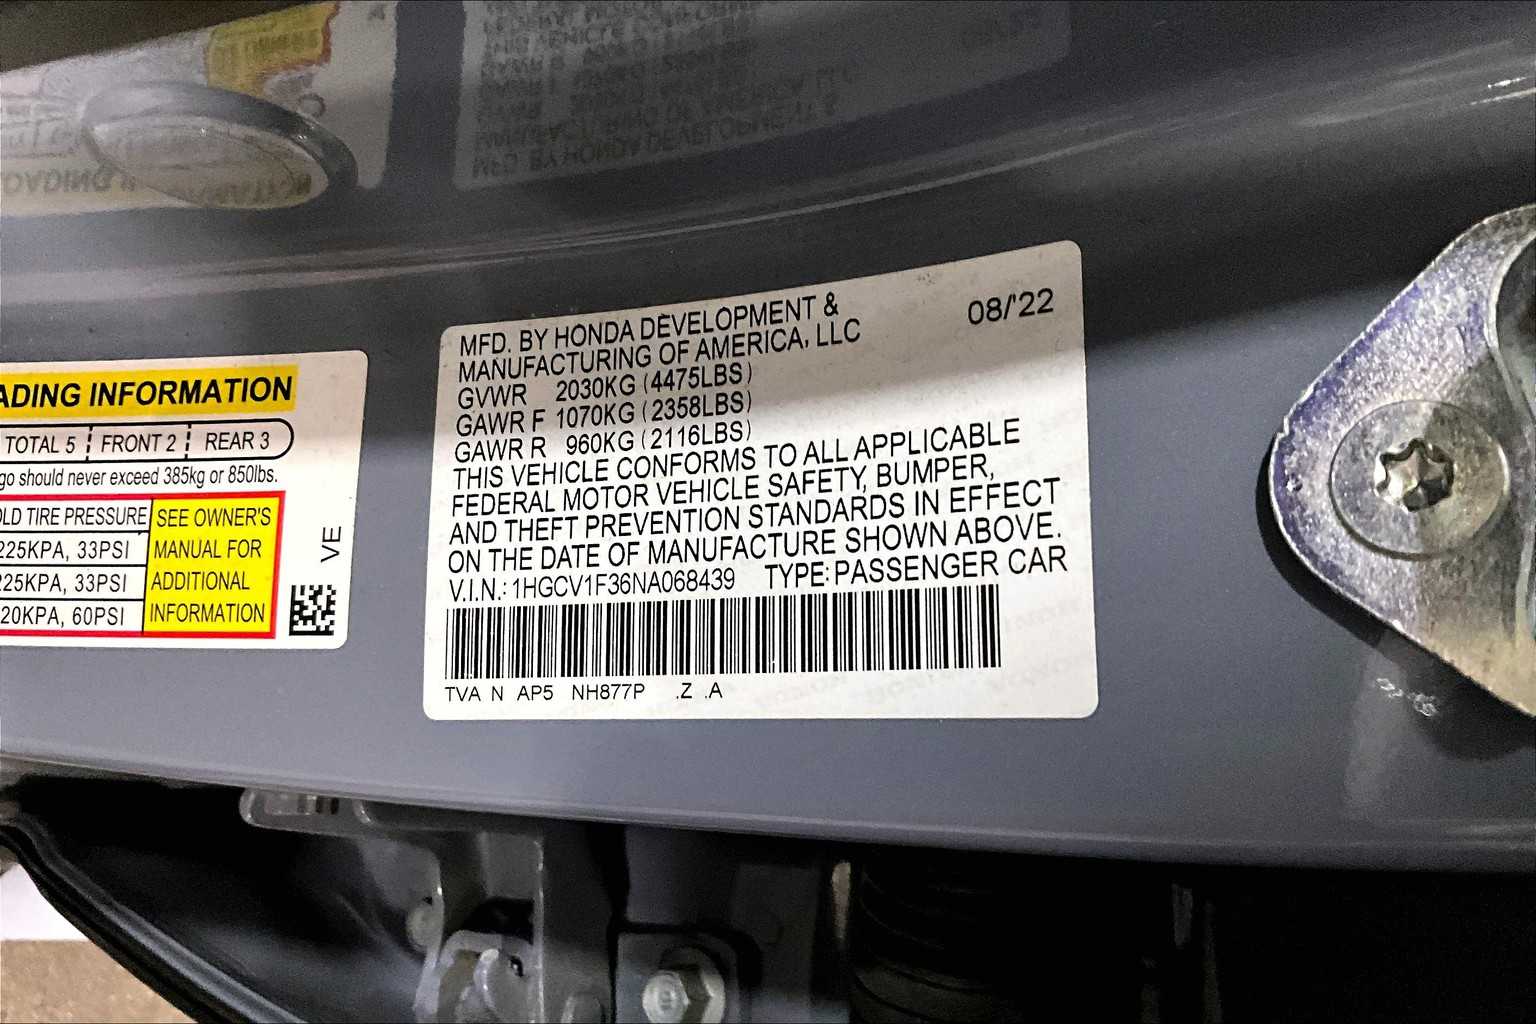 ADING INFORMATION
TOTAL 5 FRONT 2 REAR 3
go should never exceed 385kg or 850lbs.
OLD TIRE PRESSURE
225KPA, 33PSI
225KPA, 33PSI
20KPA, 60PSI
SEE OWNER'S
MANUAL FOR
ADDITIONAL
INFORMATION
VE
MFD. BY HONDA DEVELOPMENT &
MANUFACTURING OF AMERICA, LLC
08/'22
GVWR 2030KG (4475LBS)
GAWR F 1070KG (2358LBS)
GAWR R 960KG (2116LBS)
THIS VEHICLE CONFORMS TO ALL APPLICABLE
FEDERAL MOTOR VEHICLE SAFETY, BUMPER,
AND THEFT PREVENTION STANDARDS IN EFFECT
ON THE DATE OF MANUFACTURE SHOWN ABOVE.
V.I.N.: 1HGCV1F36NA068439 TYPE: PASSENGER CAR
TVA N AP5 NH877P .Z .A